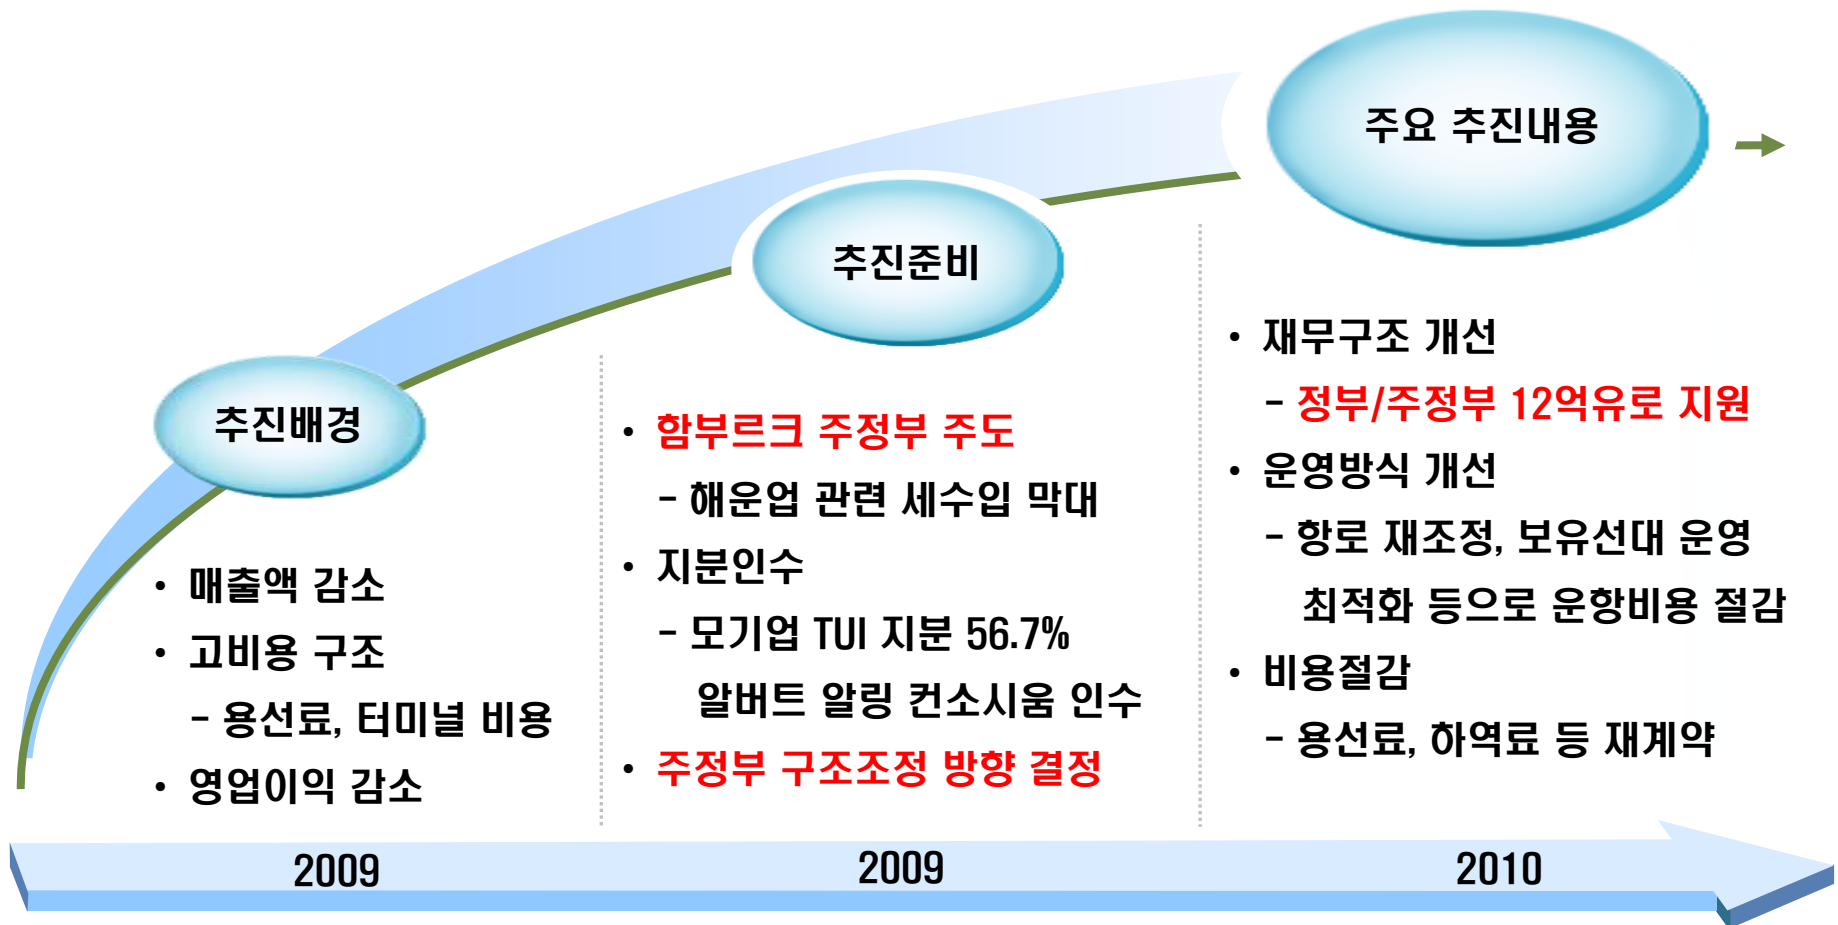 주요 추진내용
추진준비
추진배경
• 매출액 감소
• 고비용 구조
- 용선료, 터미널 비용
• 영업이익 감소
• 함부르크 주정부 주도
- 해운업 관련 세수입 막대
• 지분인수
- 모기업 TUI 지분 56.7%
알버트 알링 컨소시움 인수
• 주정부 구조조정 방향 결정
• 재무구조 개선
- 정부/주정부 12억유로 지원
• 운영방식 개선
- 항로 재조정, 보유선대 운영
최적화 등으로 운항비용 절감
• 비용절감
- 용선료, 하역료 등 재계약
2009
2009
2010